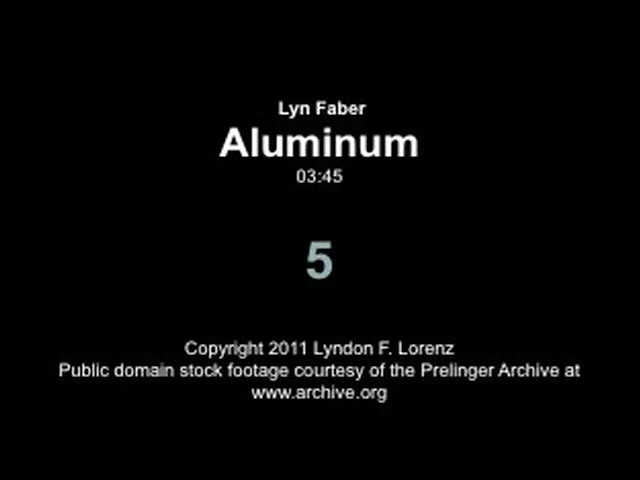 Lyn Faber
Aluminum
03:45
5
Copyright 2011 Lyndon F. Lorenz
Public domain stock footage courtesy of the Prelinger Archive at
www.archive.org